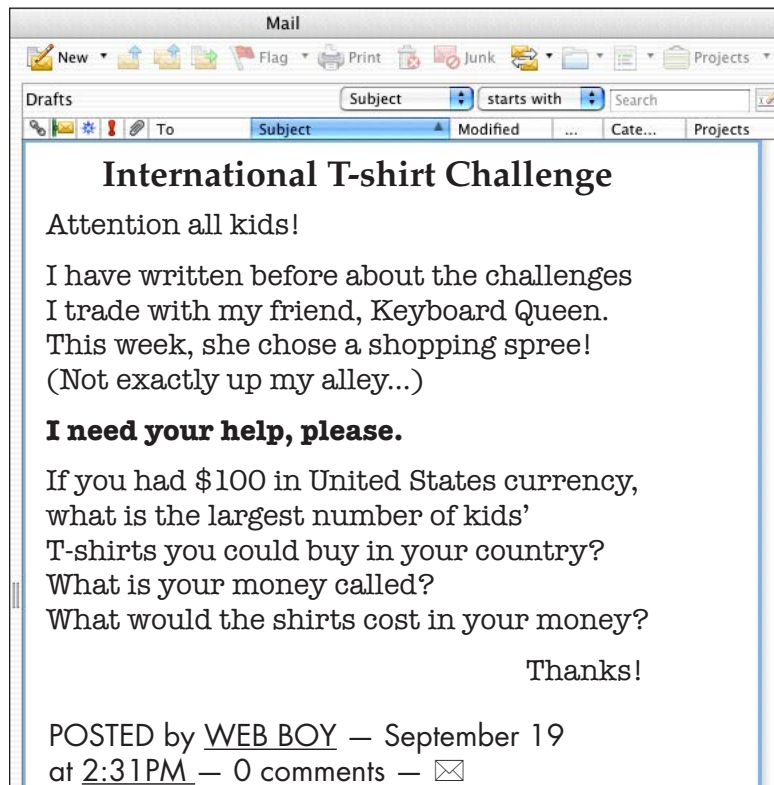 Mail
New Flag Print Junk Projects
Drafts Subject starts with Search
To Subject Modified ... Cate... Projects
International T-shirt Challenge
Attention all kids!
I have written before about the challenges
I trade with my friend, Keyboard Queen.
This week, she chose a shopping spree!
(Not exactly up my alley...)
I need your help, please.
If you had $100 in United States currency,
what is the largest number of kids’
T-shirts you could buy in your country?
What is your money called?
What would the shirts cost in your money?
Thanks!
POSTED by WEB BOY — September 19
at 2:31PM — 0 comments —